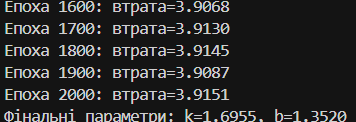 Епоха 1600: втрата=3.9068
Епоха 1700: втрата=3.9130
Епоха 1800: втрата=3.9145
Епоха 1900: втрата=3.9087
Епоха 2000: втрата=3.9151
Фінальні параметри: k=1.6955, b=1.3520